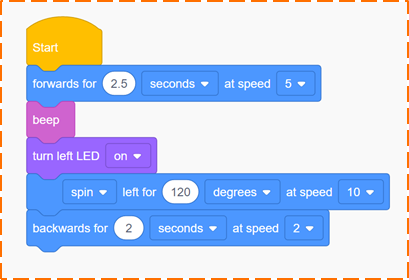 Start
forwards for 2.5 seconds at speed 5
beep
turn left LED on
spin left for 120 degrees at speed 10
backwards for 2 seconds at speed 2